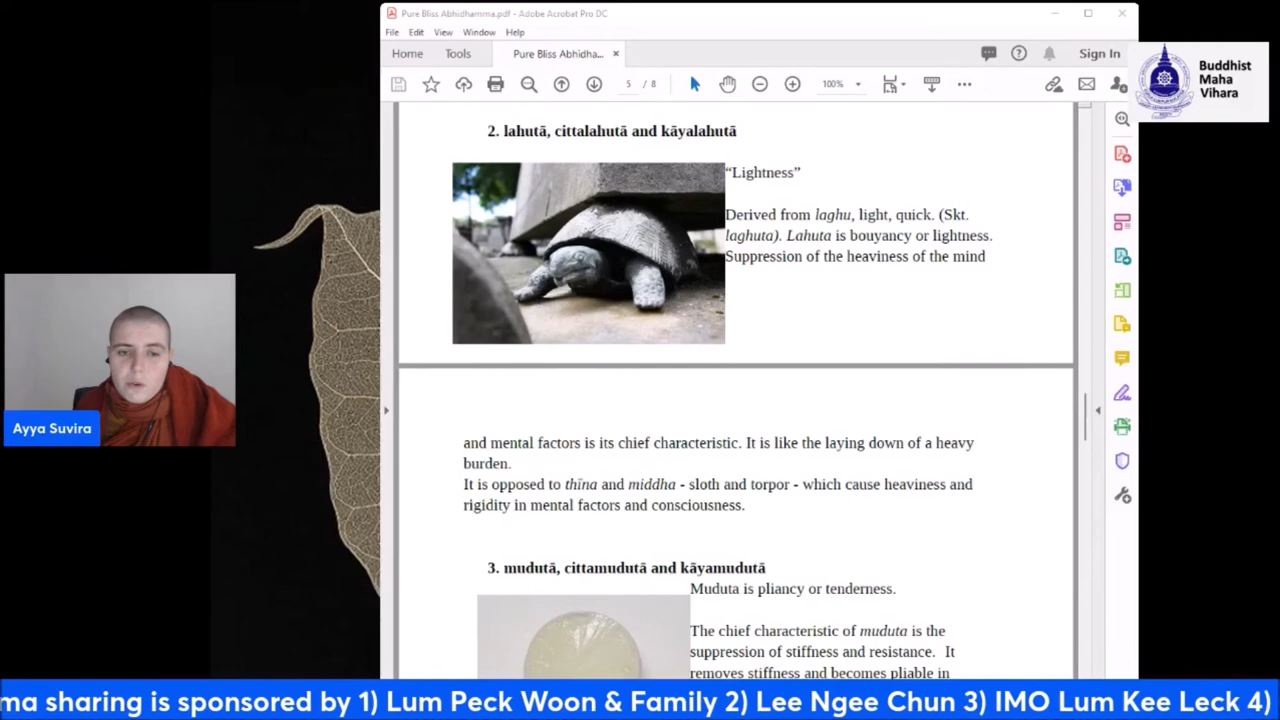 Pure Bliss Abhidhamma.pdf - Adobe Acrobat Pro DC
File Edit View Window Help
Home Tools Pure Bliss Abhidha... × Sign In
5 / 8 100%
Buddhist
Maha
Vihara
2. lahutā, cittalahutā and kāyalahutā
“Lightness”
Derived from laghu, light, quick. (Skt.
laghuta). Lahuta is bouyancy or lightness.
Suppression of the heaviness of the mind
Ayya Suvira
and mental factors is its chief characteristic. It is like the laying down of a heavy
burden.
It is opposed to thīna and middha - sloth and torpor - which cause heaviness and
rigidity in mental factors and consciousness.
3. mudutā, cittamudutā and kāyamudutā
Muduta is pliancy or tenderness.
The chief characteristic of muduta is the
suppression of stiffness and resistance. It
removes stiffness and becomes pliable in
ma sharing is sponsored by 1) Lum Peck Woon & Family 2) Lee Ngee Chun 3) IMO Lum Kee Leck 4)